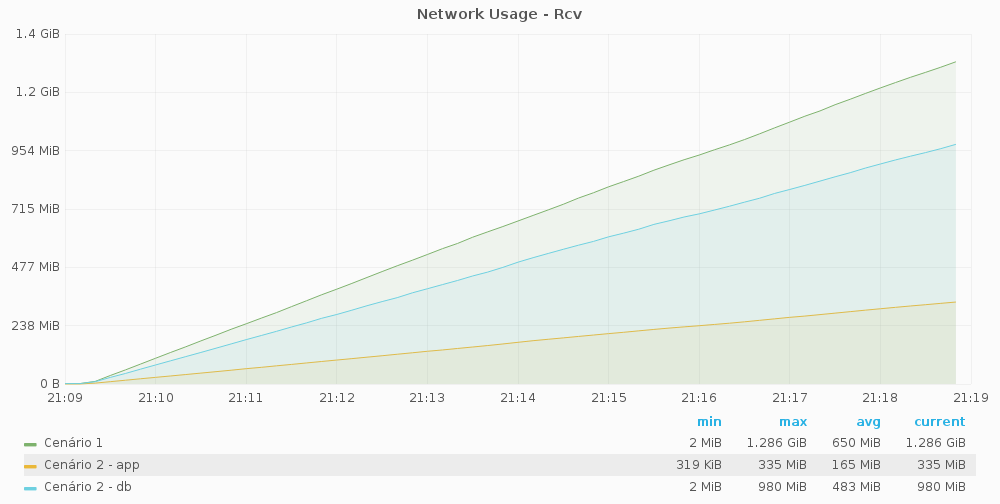 Network Usage - Rcv
1.4 GiB
1.2 GiB
954 MiB
715 MiB
477 MiB
238 MiB
0 B
21:09 21:10 21:11 21:12 21:13 21:14 21:15 21:16 21:17 21:18 21:19
min max avg current
Cenário 1 2 MiB 1.286 GiB 650 MiB 1.286 GiB
Cenário 2 - app 319 KiB 335 MiB 165 MiB 335 MiB
Cenário 2 - db 2 MiB 980 MiB 483 MiB 980 MiB